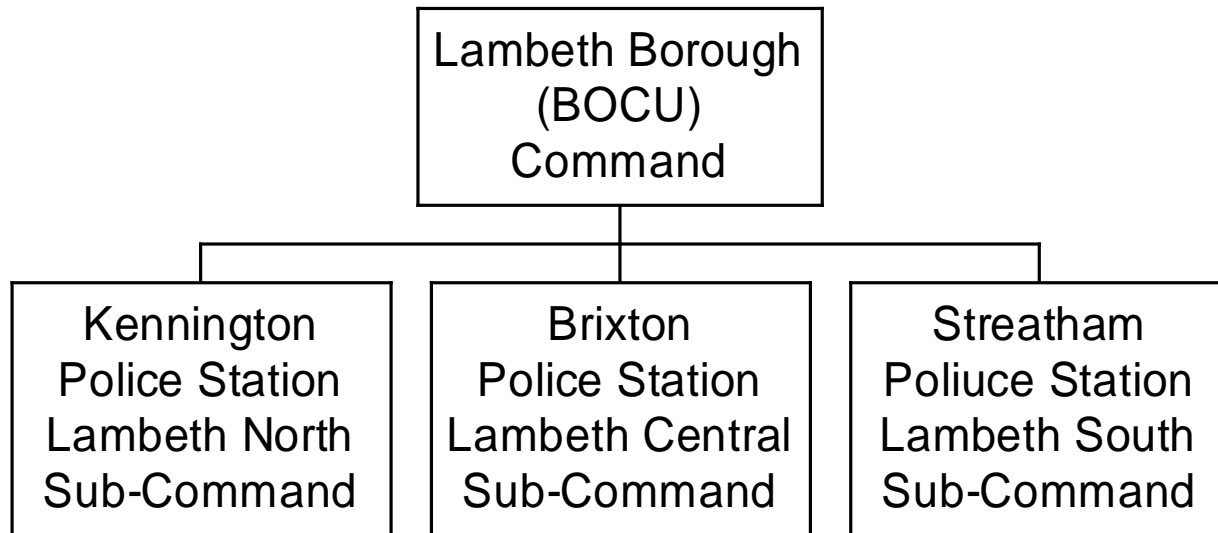 Lambeth Borough
(BOCU)
Command
Kennington
Police Station
Lambeth North
Sub-Command
Brixton
Police Station
Lambeth Central
Sub-Command
Streatham
Poliuce Station
Lambeth South
Sub-Command